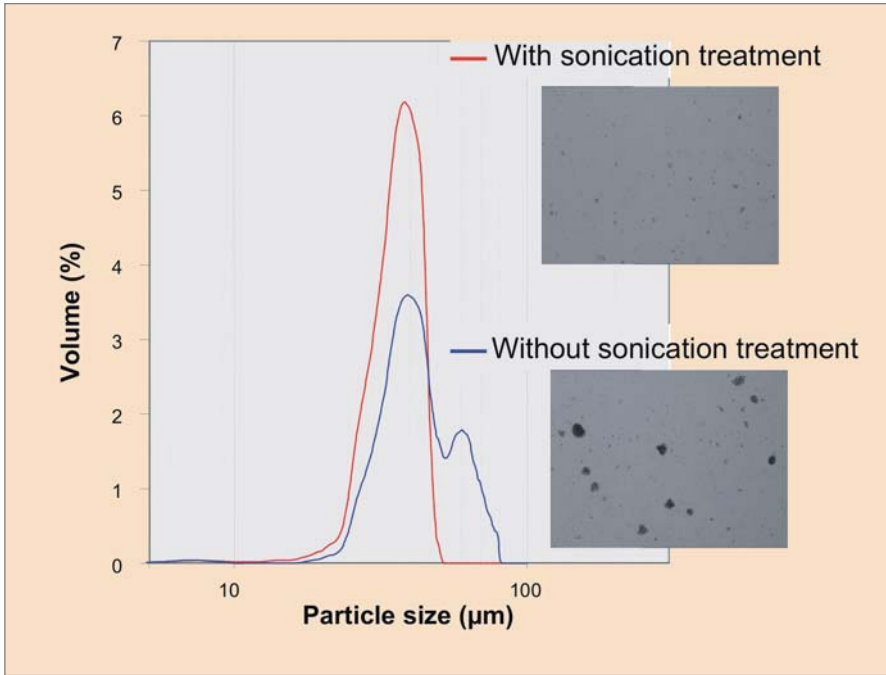 7
With sonication treatment
6
5
4
Volume (%)
3
Without sonication treatment
2
1
0
10
100
Particle size (µm)